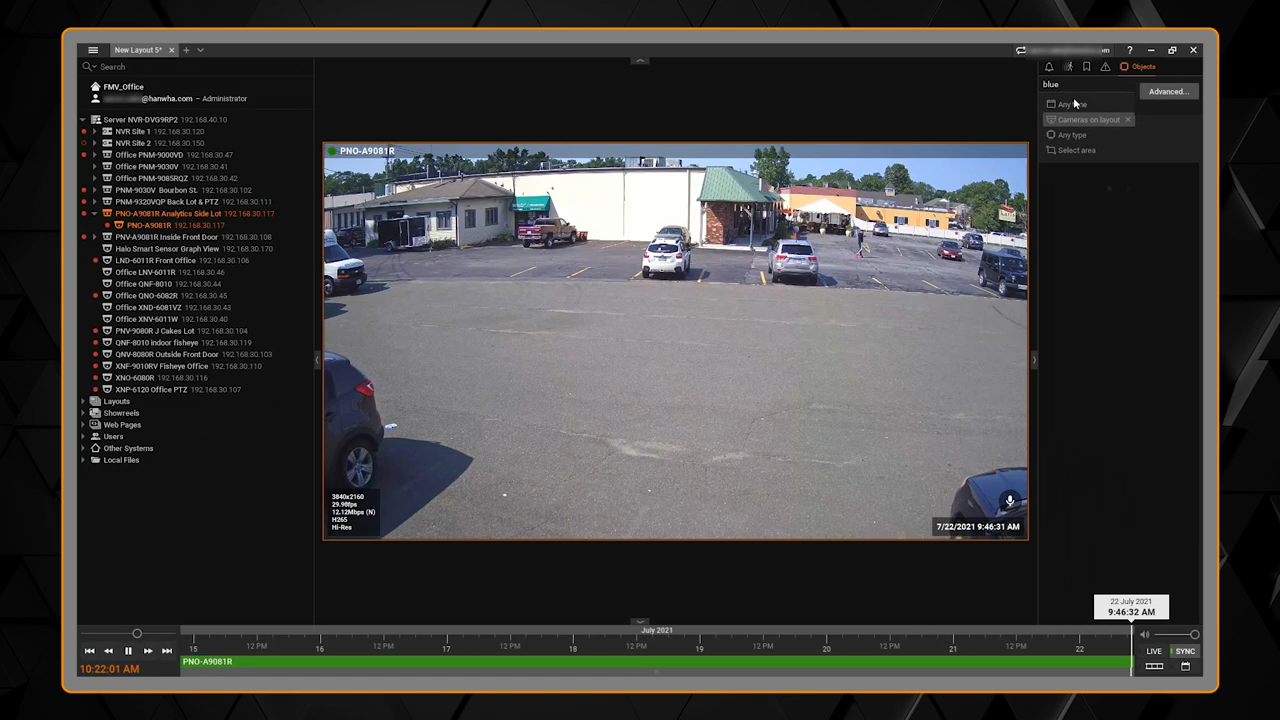 New Layout 5*
Search
FMV_Office
@hanwha.com – Administrator
Server NVR-DVG9RP2 192.168.40.10
NVR Site 1 192.168.30.120
NVR Site 2 192.168.30.150
Office PNM-9000VD 192.168.30.47
Office PNM-9030V 192.168.30.41
Office PNM-9085RQZ 192.168.30.42
PNM-9030V Bourbon St. 192.168.30.102
PNM-9320VQP Back Lot & PTZ 192.168.30.111
PNO-A9081R Analytics Side Lot 192.168.30.117
PNO-A9081R 192.168.30.117
PNV-A9081R Inside Front Door 192.168.30.108
Halo Smart Sensor Graph View 192.168.30.170
LND-6011R Front Office 192.168.30.106
Office LNV-6011R 192.168.30.46
Office QNF-8010 192.168.30.44
Office QNO-6082R 192.168.30.45
Office XND-6081VZ 192.168.30.43
Office XNV-6011W 192.168.30.40
PNV-9080R J Cakes Lot 192.168.30.104
QNF-8010 indoor fisheye 192.168.30.119
QNV-8080R Outside Front Door 192.168.30.103
XNF-9010RV Fisheye Office 192.168.30.110
XNO-6080R 192.168.30.116
XNP-6120 Office PTZ 192.168.30.107
Layouts
Showreels
Web Pages
Users
Other Systems
Local Files
PNO-A9081R
3840x2160
29.98fps
12.12Mbps (N)
H265
Hi-Res
7/22/2021 9:46:31 AM
Objects
blue
Advanced...
Cameras on layout
Any type
Select area
22 July 2021
9:46:32 AM
July 2021
15 12 PM 16 12 PM 17 12 PM 18 12 PM 19 12 PM 20 12 PM 21 12 PM 22
PNO-A9081R
10:22:01 AM
LIVE SYNC